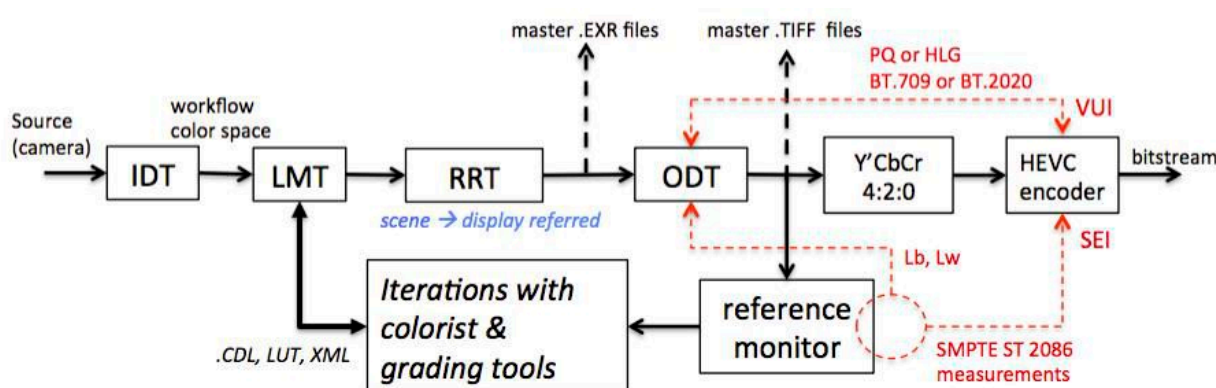 master .EXR files
master .TIFF files
PQ or HLG
BT.709 or BT.2020
VUI
Source
(camera)
workflow
color space
IDT
LMT
RRT
ODT
Y'CbCr
4:2:0
HEVC
encoder
bitstream
scene → display referred
SEI
Lb, Lw
Iterations with
colorist &
grading tools
reference
monitor
.CDL, LUT, XML
SMPTE ST 2086
measurements